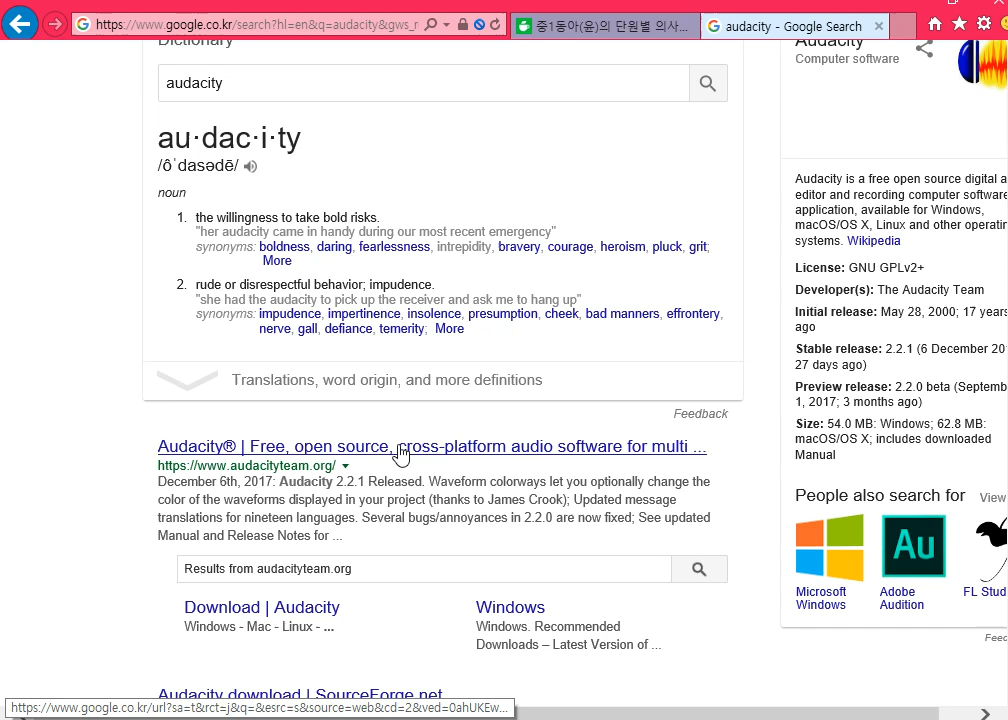 https://www.google.co.kr/search?hl=en&q=audacity&gws_r
중1동아(윤)의 단원별 의사...
audacity - Google Search
Dictionary
audacity
au·dac·i·ty
/ôˈdasədē/
noun
1. the willingness to take bold risks.
"her audacity came in handy during our most recent emergency"
synonyms: boldness, daring, fearlessness, intrepidity, bravery, courage, heroism, pluck, grit;
More
2. rude or disrespectful behavior; impudence.
"she had the audacity to pick up the receiver and ask me to hang up"
synonyms: impudence, impertinence, insolence, presumption, cheek, bad manners, effrontery,
nerve, gall, defiance, temerity; More
Translations, word origin, and more definitions
Feedback
Audacity® | Free, open source, cross-platform audio software for multi ...
https://www.audacityteam.org/
December 6th, 2017: Audacity 2.2.1 Released. Waveform colorways let you optionally change the
color of the waveforms displayed in your project (thanks to James Crook); Updated message
translations for nineteen languages. Several bugs/annoyances in 2.2.0 are now fixed; See updated
Manual and Release Notes for ...
Results from audacityteam.org
Download | Audacity
Windows - Mac - Linux - ...
Windows
Windows. Recommended
Downloads – Latest Version of ...
Audacity download | SourceForge.net
https://www.google.co.kr/url?sa=t&rct=j&q=&esrc=s&source=web&cd=2&ved=0ahUKEw...
Audacity
Computer software
Audacity is a free open source digital a
editor and recording computer software
application, available for Windows,
macOS/OS X, Linux and other operatin
systems. Wikipedia
License: GNU GPLv2+
Developer(s): The Audacity Team
Initial release: May 28, 2000; 17 years
ago
Stable release: 2.2.1 (6 December 20
27 days ago)
Preview release: 2.2.0 beta (Septemb
1, 2017; 3 months ago)
Size: 54.0 MB: Windows; 62.8 MB:
macOS/OS X; includes downloaded
Manual
People also search for
View
Au
Microsoft
Windows
Adobe
Audition
FL Stud
Feed